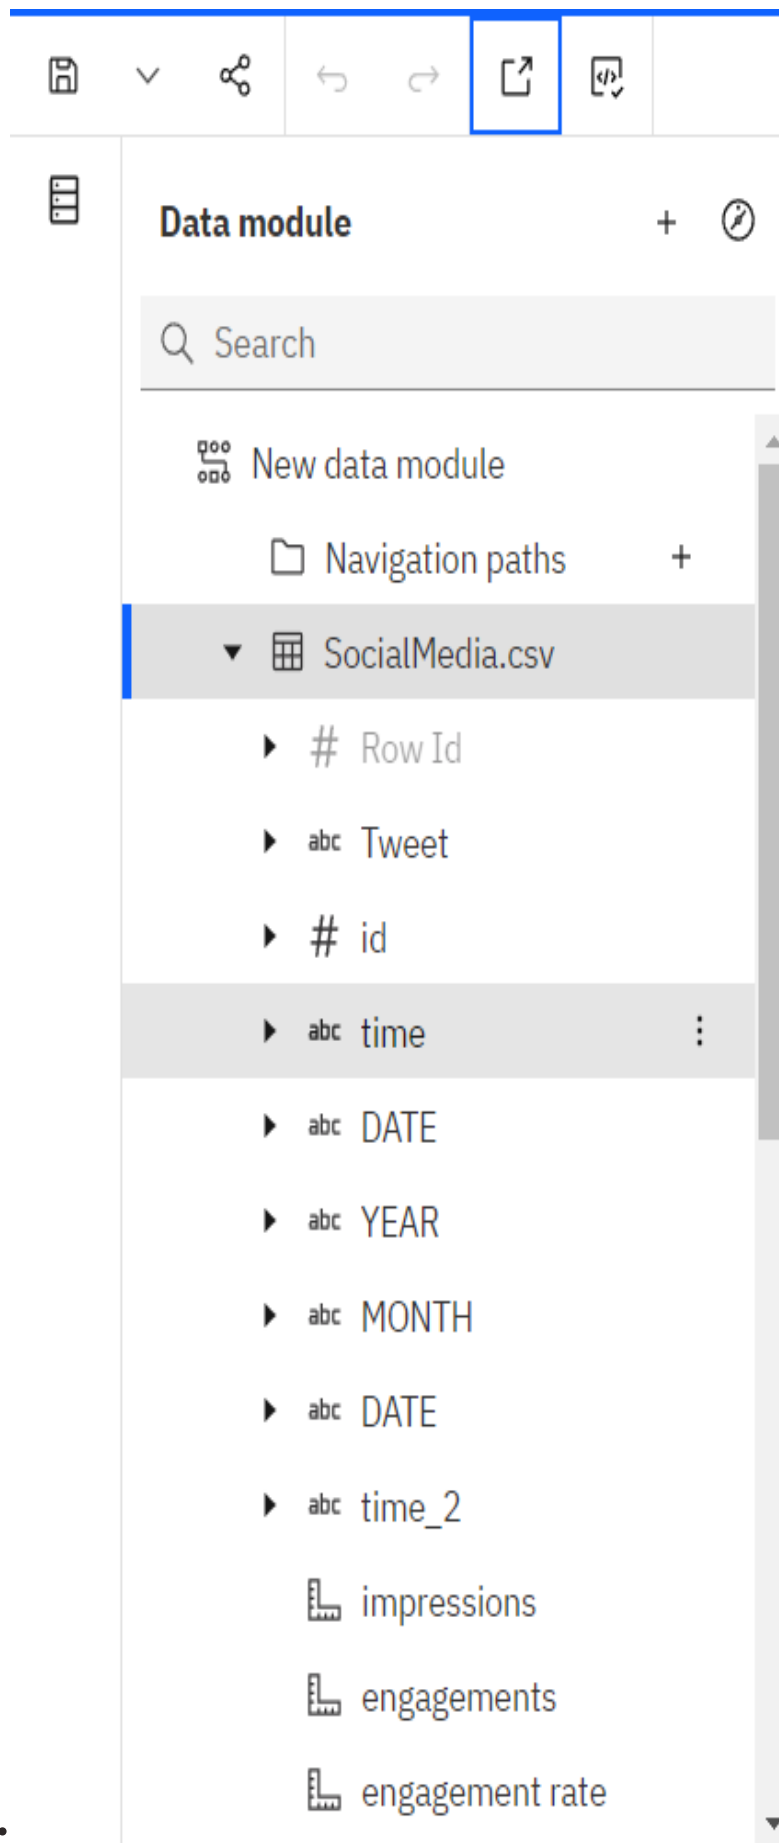 Data module
Search
New data module
Navigation paths
SocialMedia.csv
# Row Id
abc Tweet
# id
abc time
abc DATE
abc YEAR
abc MONTH
abc DATE
abc time_2
impressions
engagements
engagement rate